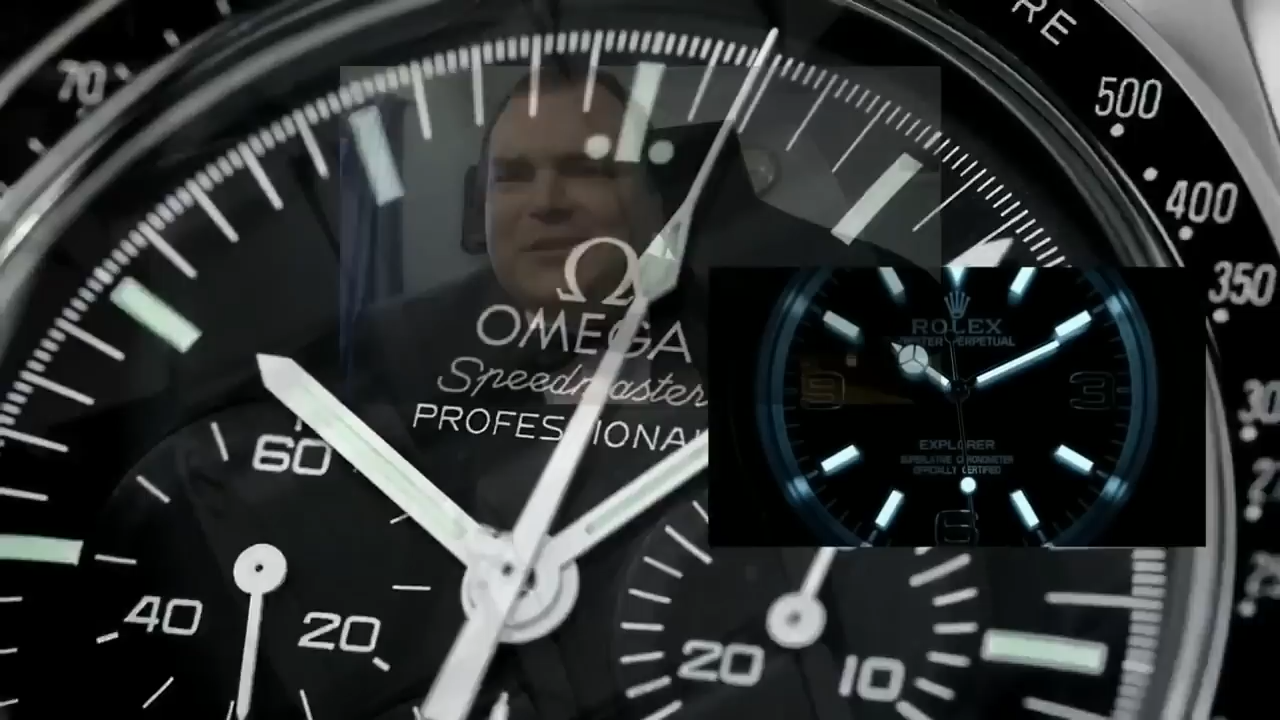 RE
70
500
400
350
Ω
OMEGA
Speedmaster
PROFESSIONAL
ROLEX
OYSTER PERPETUAL
9
3
EXPLORER
SUPERLATIVE CHRONOMETER
OFFICIALLY CERTIFIED
6
60
40
20
20
10